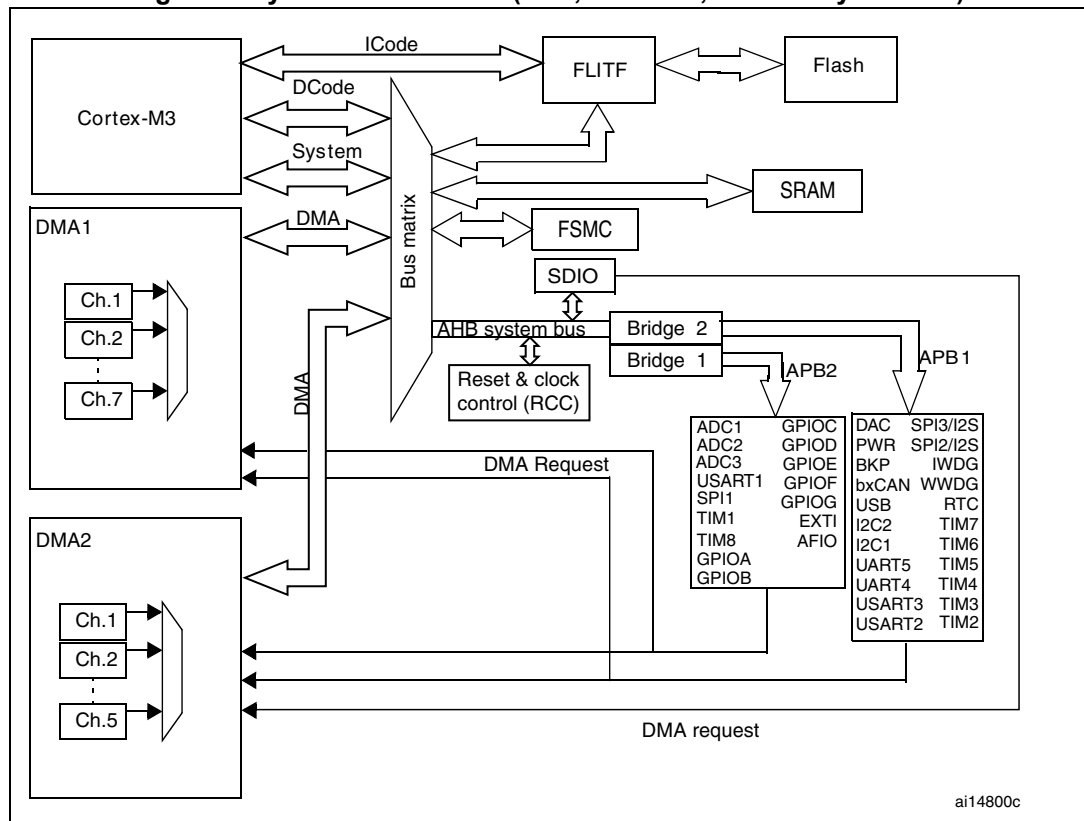 ICode
FLITF
Flash
Cortex-M3
DCode
System
SRAM
DMA1
DMA
FSMC
Bus matrix
SDIO
Ch.1
Ch.2
Ch.7
AHB system bus
Bridge 2
Bridge 1
APB2
APB1
Reset & clock
control (RCC)
DMA
ADC1 GPIOC
ADC2 GPIOD
ADC3 GPIOE
USART1 GPIOF
SPI1 GPIOG
TIM1 EXTI
TIM8 AFIO
GPIOA
GPIOB
DAC SPI3/I2S
PWR SPI2/I2S
BKP IWDG
bxCAN WWDG
USB RTC
I2C2 TIM7
I2C1 TIM6
UART5 TIM5
UART4 TIM4
USART3 TIM3
USART2 TIM2
DMA Request
DMA2
Ch.1
Ch.2
Ch.5
DMA request
ai14800c